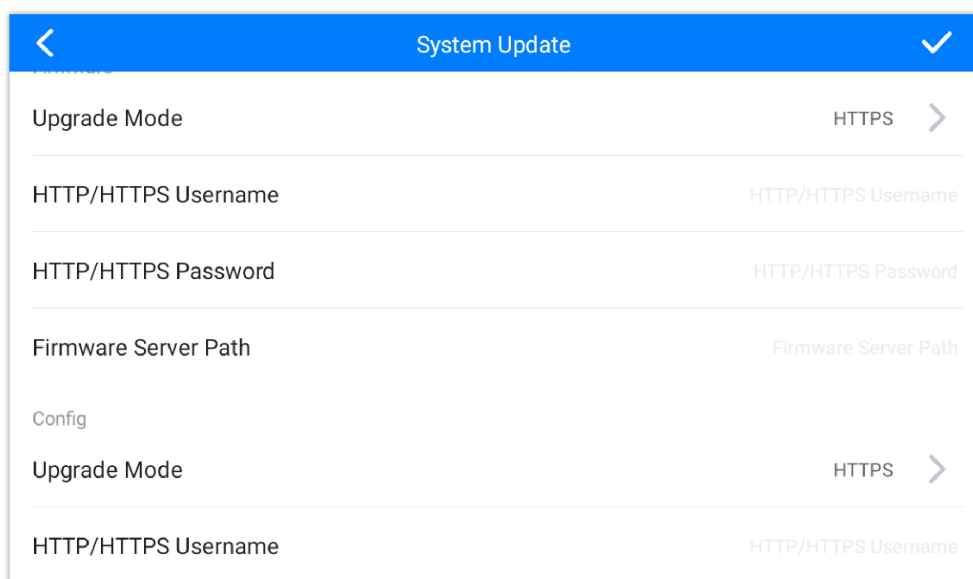 System Update
Upgrade Mode HTTPS
HTTP/HTTPS Username HTTP/HTTPS Username
HTTP/HTTPS Password HTTP/HTTPS Password
Firmware Server Path Firmware Server Path
Config
Upgrade Mode HTTPS
HTTP/HTTPS Username HTTP/HTTPS Username